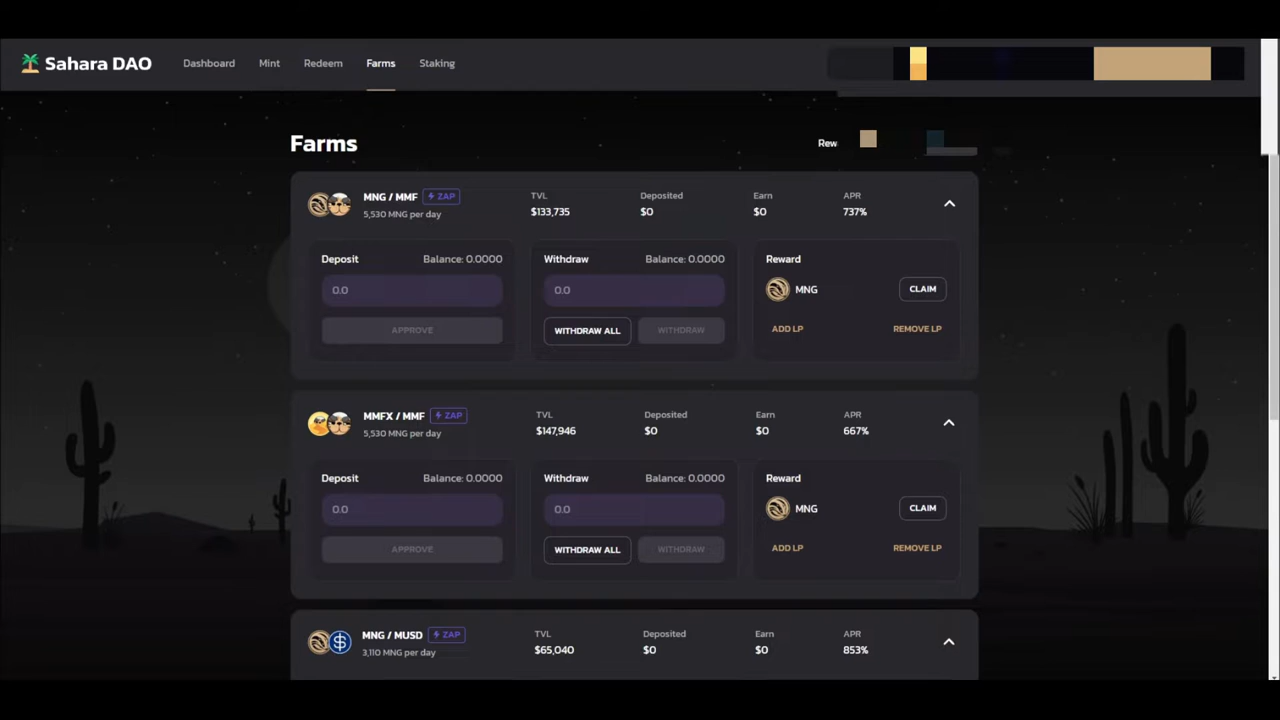 Sahara DAO Dashboard Mint Redeem Farms Staking
Farms Rew
MNG / MMF ZAP TVL Deposited Earn APR
5,530 MNG per day $133,735 $0 $0 737%
Deposit Balance: 0.0000 Withdraw Balance: 0.0000 Reward
0.0 0.0 MNG CLAIM
APPROVE WITHDRAW ALL WITHDRAW ADD LP REMOVE LP
MMFX / MMF ZAP TVL Deposited Earn APR
5,530 MNG per day $147,946 $0 $0 667%
Deposit Balance: 0.0000 Withdraw Balance: 0.0000 Reward
0.0 0.0 MNG CLAIM
APPROVE WITHDRAW ALL WITHDRAW ADD LP REMOVE LP
MNG / MUSD ZAP TVL Deposited Earn APR
3,110 MNG per day $65,040 $0 $0 853%